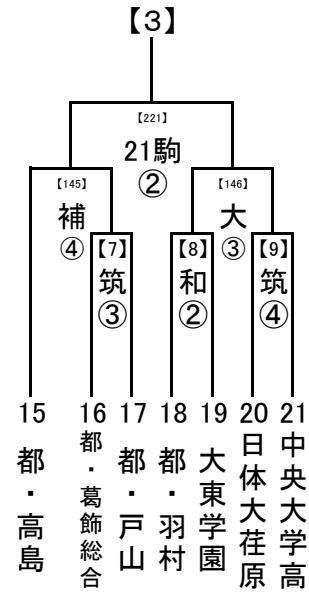 【3】
【221】
21駒
②
【145】
補
④
【146】
大
③
【7】
筑
③
【8】
和
②
【9】
筑
④
15 16 17 18 19 20 21
都・高島
都・葛飾総合
都・戸山
都・羽村
大東学園
日体大荏原
中央大学高